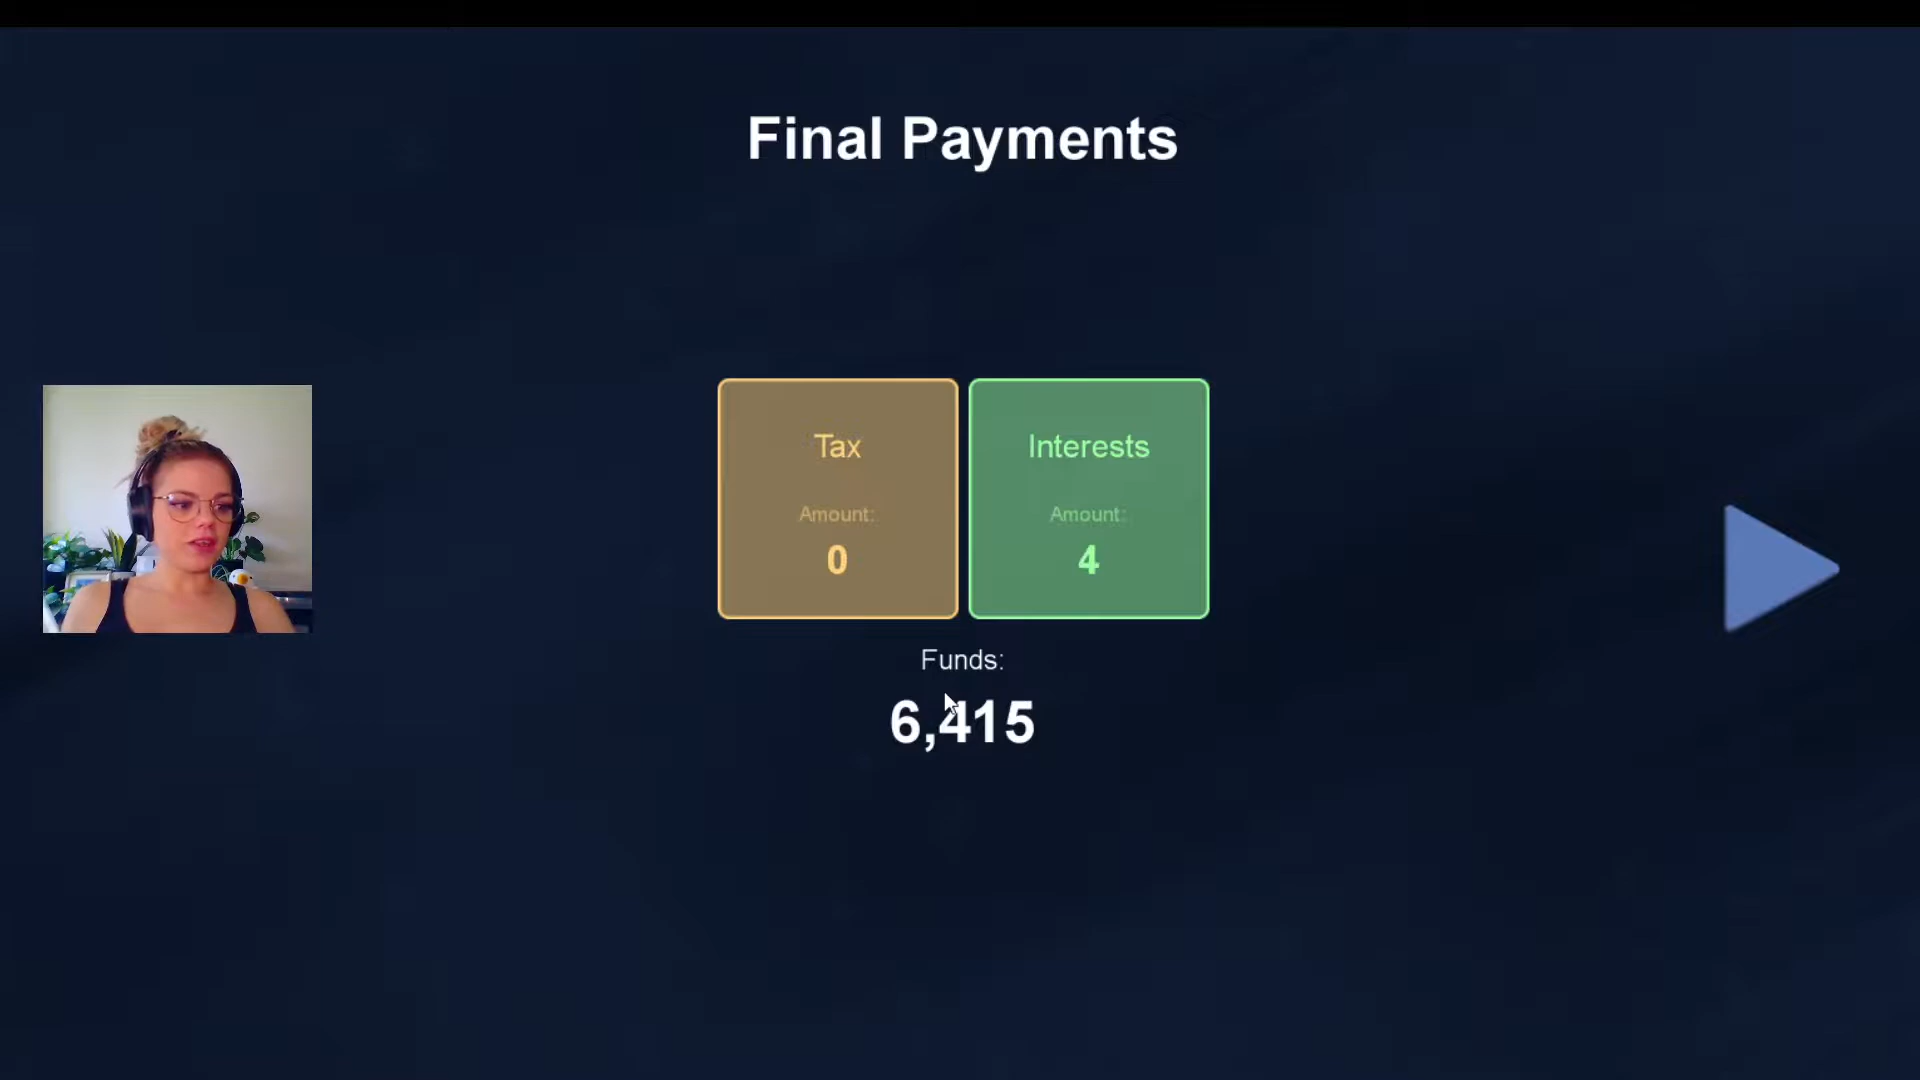 Final Payments
Tax
Amount:
0
Interests
Amount:
4
Funds:
6,415